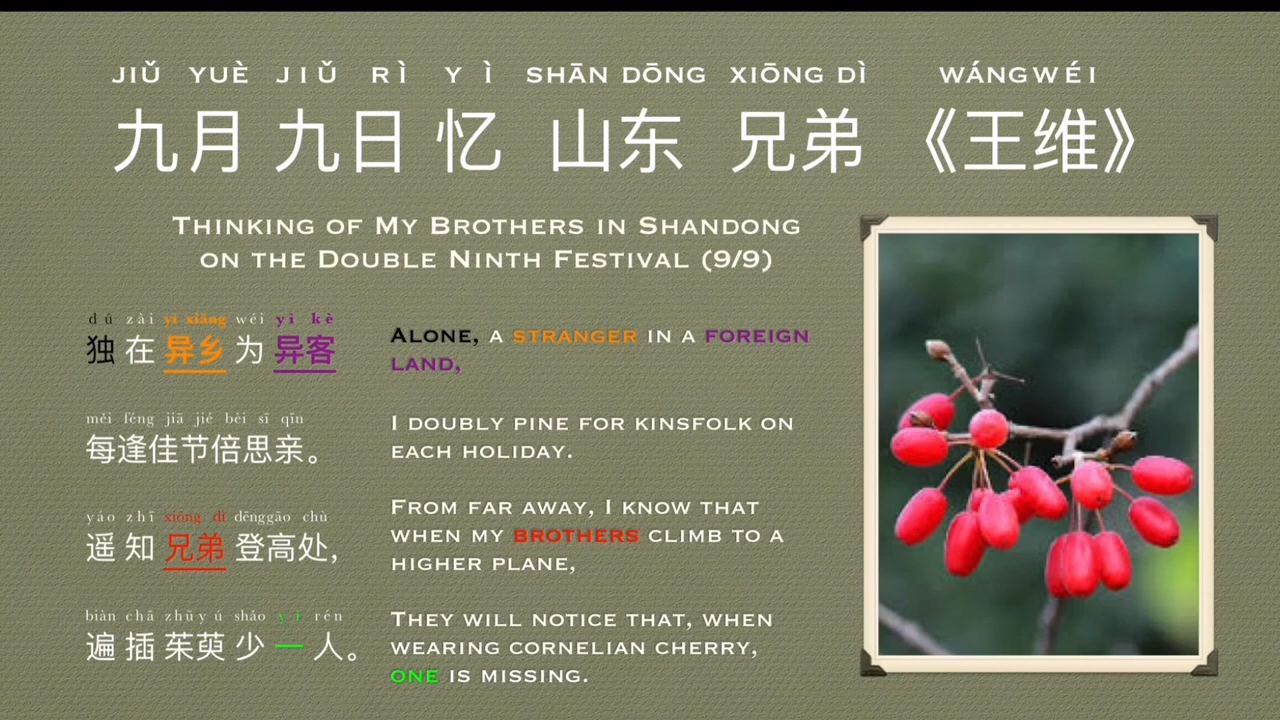 JIǓ YUÈ JIǓ RÌ YÌ SHĀN DŌNG XIŌNG DÌ WÁNGWÉI
九月 九日 忆 山东 兄弟 《王维》
THINKING OF MY BROTHERS IN SHANDONG
ON THE DOUBLE NINTH FESTIVAL (9/9)
dú zài yì xiāng wéi yì kè
独 在 异乡 为 异客
ALONE, A STRANGER IN A FOREIGN
LAND,
měi féng jiā jié bèi sī qīn
每逢佳节倍思亲。
I DOUBLY PINE FOR KINSFOLK ON
EACH HOLIDAY.
yáo zhī xiōng dì dēnggāo chù
遥 知 兄弟 登高处,
FROM FAR AWAY, I KNOW THAT
WHEN MY BROTHERS CLIMB TO A
HIGHER PLANE,
biàn chā zhūyú shǎo yì rén
遍 插 茱萸 少 一 人。
THEY WILL NOTICE THAT, WHEN
WEARING CORNELIAN CHERRY,
ONE IS MISSING.